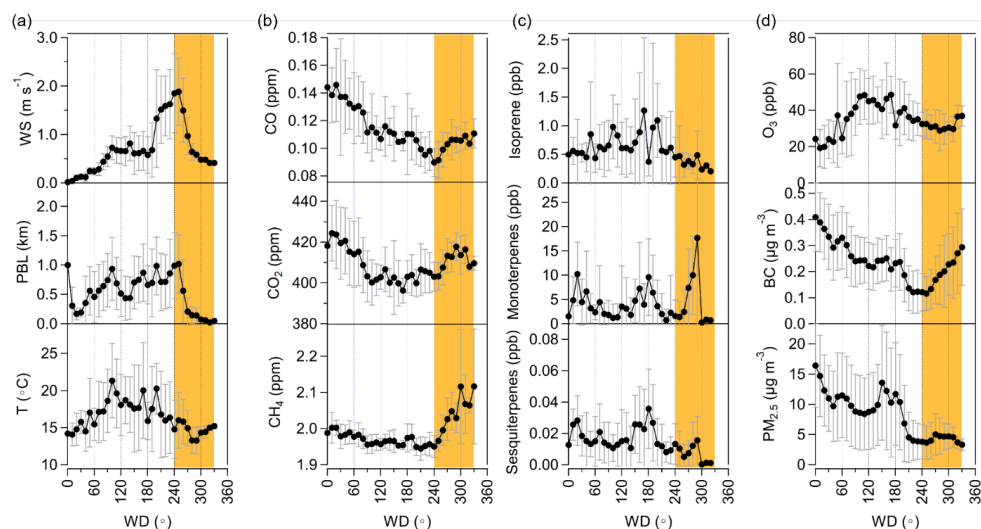 (a)
3.0
2.0
1.0
0.0
WS (m s⁻¹)
2.0
1.5
1.0
0.5
0.0
PBL (km)
25
20
15
10
T (°C)
0 60 120 180 240 300 360
WD (°)
(b)
0.18
0.16
0.14
0.12
0.10
0.08
CO (ppm)
440
420
400
380
CO₂ (ppm)
2.2
2.1
2.0
1.9
CH₄ (ppm)
0 60 120 180 240 300 360
WD (°)
(c)
2.5
2.0
1.5
1.0
0.5
0.0
Isoprene (ppb)
25
20
15
10
5
0
Monoterpenes (ppb)
0.08
0.06
0.04
0.02
0.00
Sesquiterpenes (ppb)
0 60 120 180 240 300 360
WD (°)
(d)
80
60
40
20
0
O₃ (ppb)
0.5
0.4
0.3
0.2
0.1
0.0
BC (µg m⁻³)
20
15
10
5
0
PM₂.₅ (µg m⁻³)
0 60 120 180 240 300 360
WD (°)